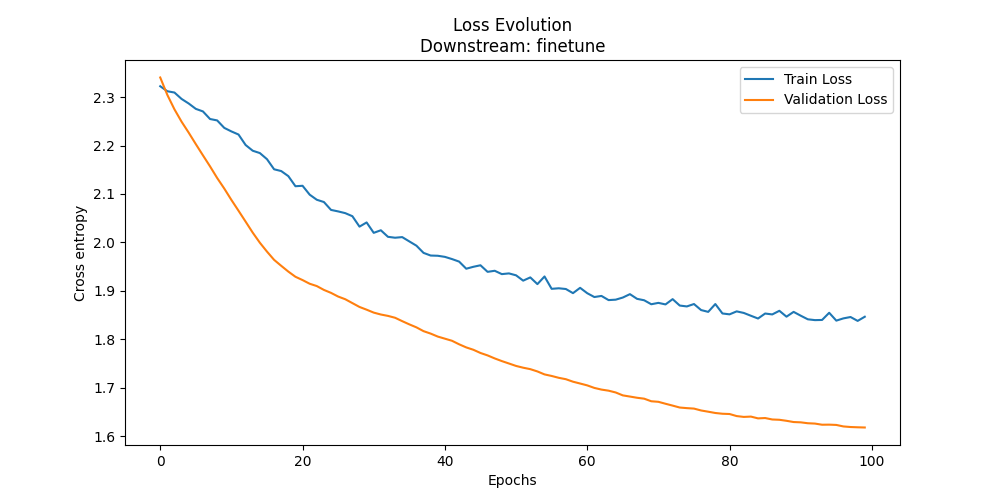 Loss Evolution
Downstream: finetune
Train Loss
Validation Loss
2.3
2.2
2.1
2.0
1.9
1.8
1.7
1.6
Cross entropy
0 20 40 60 80 100
Epochs